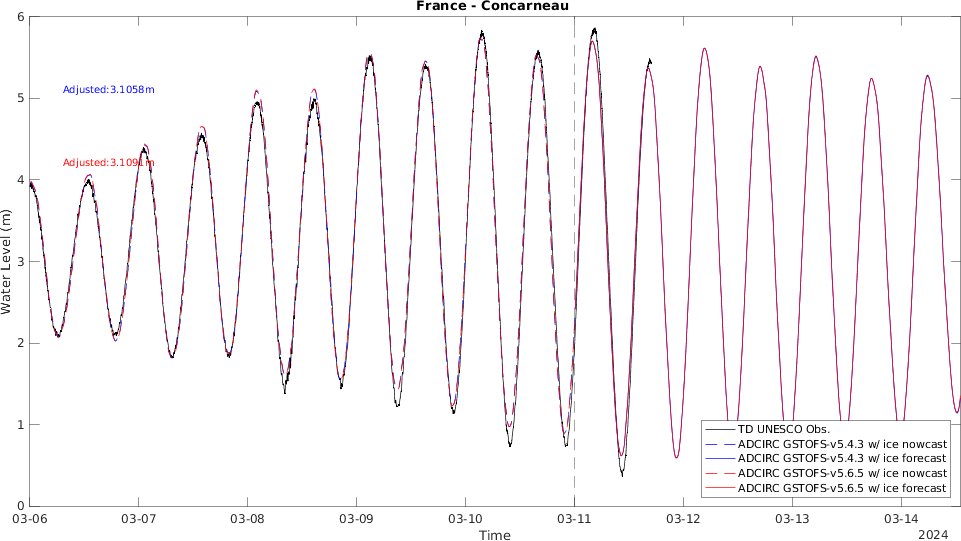 France - Concarneau
6
5
4
3
2
1
0
Water Level (m)
Adjusted:3.1058m
Adjusted:3.1091m
TD UNESCO Obs.
ADCIRC GSTOFS-v5.4.3 w/ ice nowcast
ADCIRC GSTOFS-v5.4.3 w/ ice forecast
ADCIRC GSTOFS-v5.6.5 w/ ice nowcast
ADCIRC GSTOFS-v5.6.5 w/ ice forecast
03-06 03-07 03-08 03-09 03-10 03-11 03-12 03-13 03-14
Time
2024